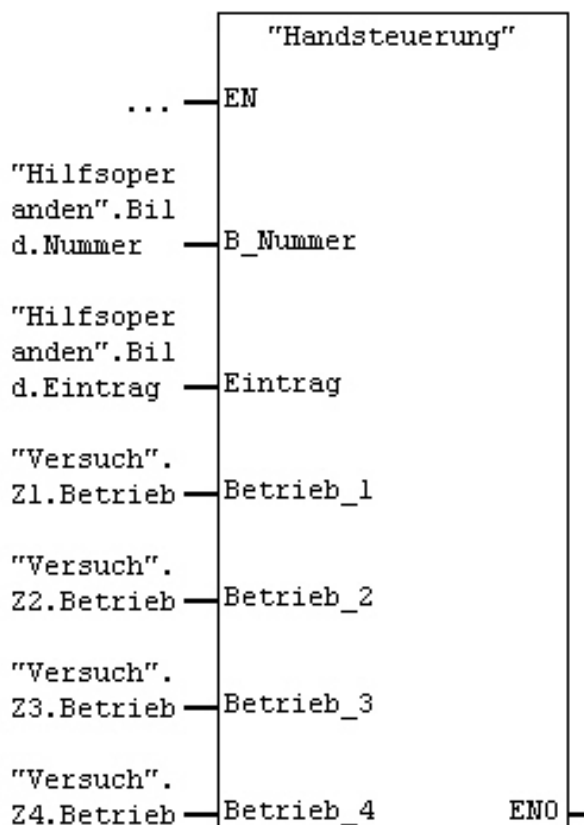 "Handsteuerung"
... EN
"Hilfsoper
anden".Bil
d.Nummer B_Nummer
"Hilfsoper
anden".Bil
d.Eintrag Eintrag
"Versuch".
Z1.Betrieb Betrieb_1
"Versuch".
Z2.Betrieb Betrieb_2
"Versuch".
Z3.Betrieb Betrieb_3
"Versuch".
Z4.Betrieb Betrieb_4 ENO